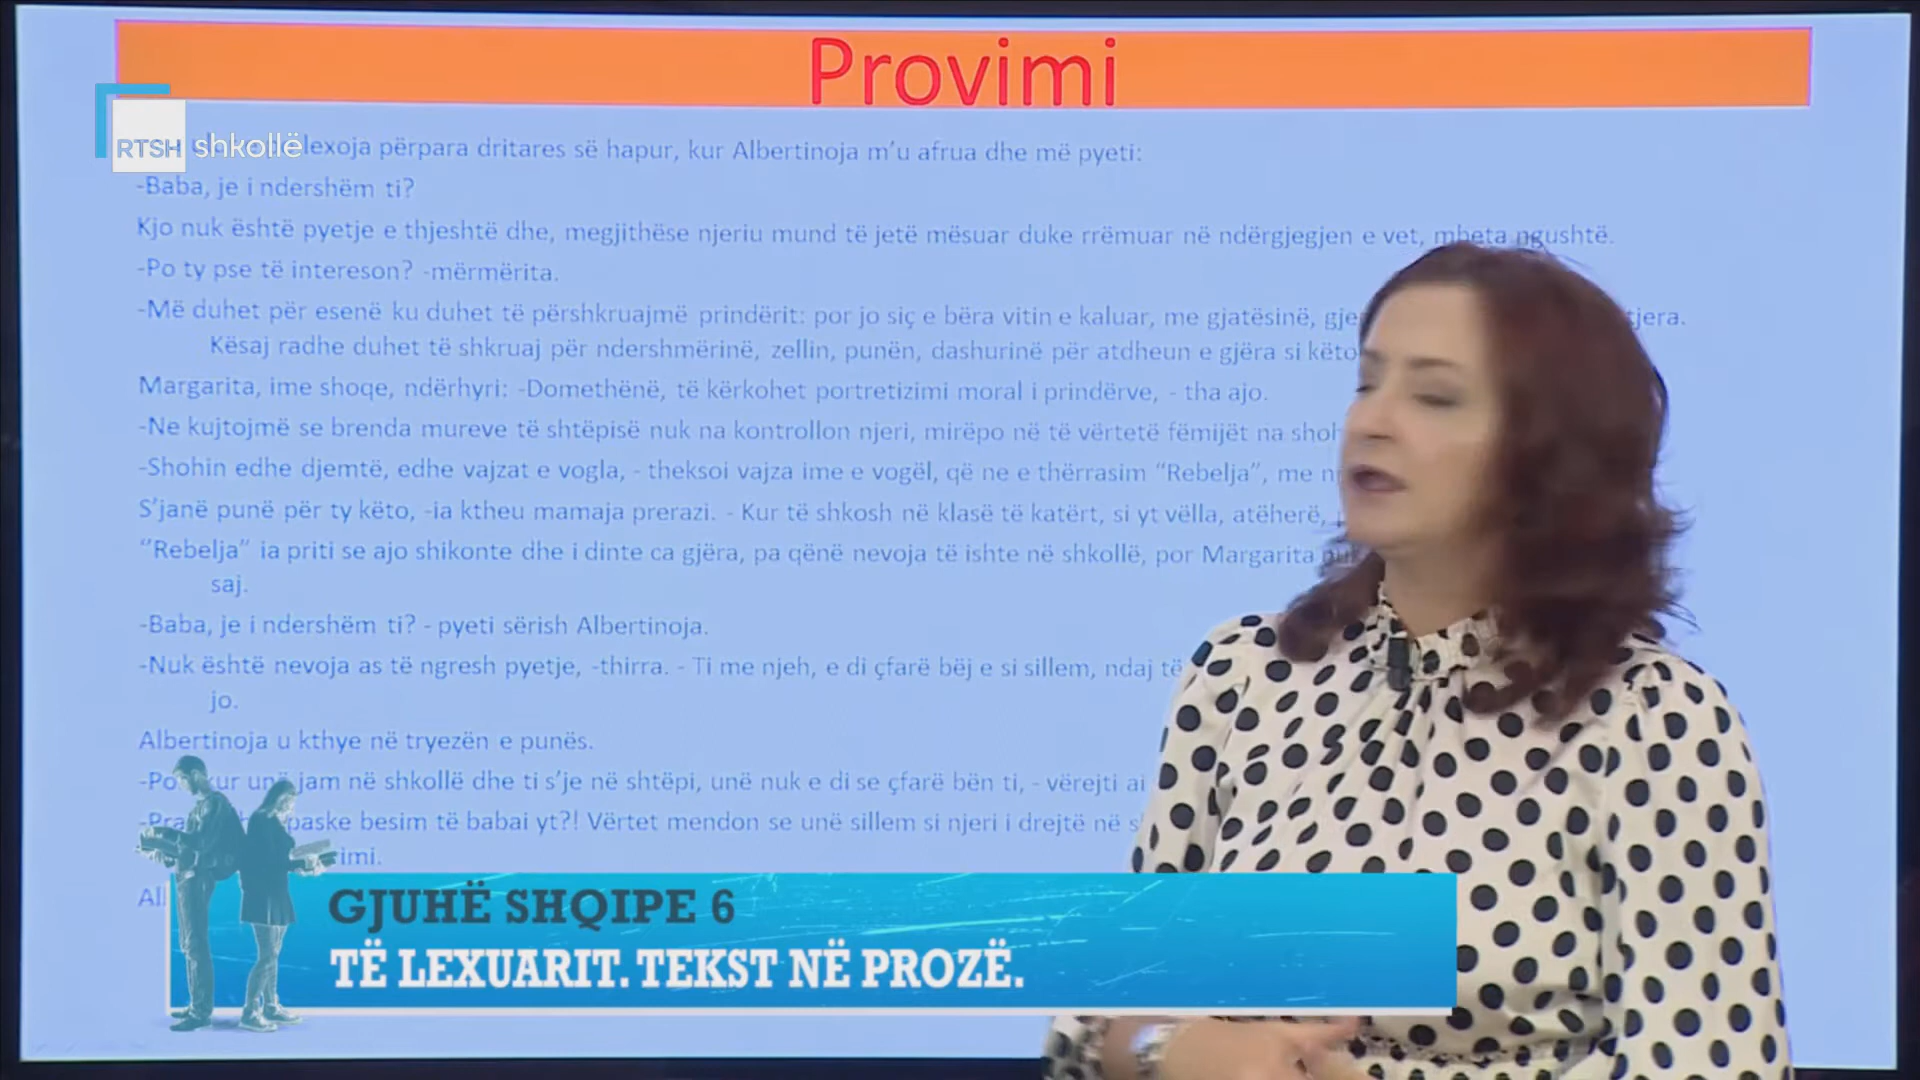 Provimi
RTSH shkollë
lexoja përpara dritares së hapur, kur Albertinoja m'u afrua dhe më pyeti:
-Baba, je i ndershëm ti?
Kjo nuk është pyetje e thjeshtë dhe, megjithëse njeriu mund të jetë mësuar duke rrëmuar në ndërgjegjen e vet, mbeta ngushtë.
-Po ty pse të intereson? -mërmërita.
-Më duhet për esenë ku duhet të përshkruajmë prindërit: por jo siç e bëra vitin e kaluar, me gjatësinë, tjera.
Kësaj radhe duhet të shkruaj për ndershmërinë, zellin, punën, dashurinë për atdheun e gjëra si këto
Margarita, ime shoqe, ndërhyri: -Domethënë, të kërkohet portretizimi moral i prindërve, - tha ajo.
-Ne kujtojmë se brenda mureve të shtëpisë nuk na kontrollon njeri, mirëpo në të vërtetë fëmijët na
-Shohin edhe djemtë, edhe vajzat e vogla, - theksoi vajza ime e vogël, që ne e thërrasim “Rebelja”, me
S'janë punë për ty këto, -ia ktheu mamaja prerazi. - Kur të shkosh në klasë të katërt, si yt vëlla, atëherë,
“Rebelja” ia priti se ajo shikonte dhe i dinte ca gjëra, pa qënë nevoja të ishte në shkollë, por Margarita
saj.
-Baba, je i ndershëm ti? - pyeti sërish Albertinoja.
-Nuk është nevoja as të ngresh pyetje, -thirra. - Ti me njeh, e di çfarë bëj e si sillem, ndaj të
jo.
Albertinoja u kthye në tryezën e punës.
-Po kur unë jam në shkollë dhe ti s'je në shtëpi, unë nuk e di se çfarë bën ti, - vërejti ai
paske besim të babai yt?! Vërtet mendon se unë sillem si njeri i drejtë në
GJUHË SHQIPE 6
TË LEXUARIT. TEKST NË PROZË.